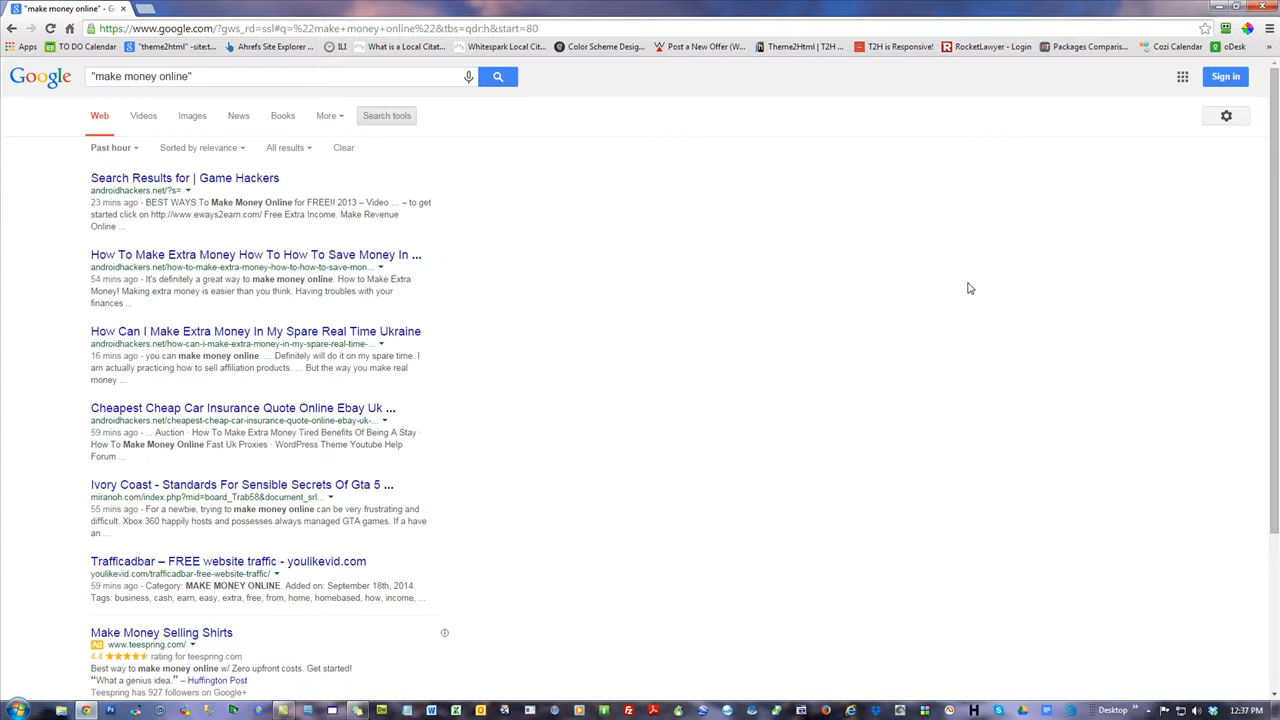 "make money online" - 
https://www.google.com/?gws_rd=ssl#q=%22make+money+online%22&tbs=qdr:h&start=80
Apps TO DO Calendar "theme2html" -sitet... Ahrefs Site Explorer ... ILI What is a Local Citat... Whitespark Local Cit... Color Scheme Desig... Post a New Offer (W... Theme2Html | T2H ... T2H is Responsive! RocketLawyer - Login Packages Comparis... Cozi Calendar oDesk »
Google "make money online" Sign in
Web Videos Images News Books More Search tools
Past hour Sorted by relevance All results Clear
Search Results for | Game Hackers
androidhackers.net/?s=
23 mins ago - BEST WAYS To Make Money Online for FREE!! 2013 – Video ... – to get
started click on http://www.eways2earn.com/ Free Extra Income. Make Revenue
Online ...
How To Make Extra Money How To How To Save Money In ...
androidhackers.net/how-to-make-extra-money-how-to-how-to-save-mon...
54 mins ago - It's definitely a great way to make money online. How to Make Extra
Money! Making extra money is easier than you think. Having troubles with your
finances ...
How Can I Make Extra Money In My Spare Real Time Ukraine
androidhackers.net/how-can-i-make-extra-money-in-my-spare-real-time-...
16 mins ago - you can make money online. ... Definitely will do it on my spare time. I
am actually practicing how to sell affiliation products. ... But the way you make real
money ...
Cheapest Cheap Car Insurance Quote Online Ebay Uk ...
androidhackers.net/cheapest-cheap-car-insurance-quote-online-ebay-uk-...
59 mins ago - ... Auction · How To Make Extra Money Tired Benefits Of Being A Stay ·
How To Make Money Online Fast Uk Proxies · WordPress Theme Youtube Help
Forum ...
Ivory Coast - Standards For Sensible Secrets Of Gta 5 ...
miranoh.com/index.php?mid=board_Trab58&document_srl...
55 mins ago - For a newbie, trying to make money online can be very frustrating and
difficult. Xbox 360 happily hosts and possesses always managed GTA games. If a have
an ...
Trafficadbar – FREE website traffic - youlikevid.com
youlikevid.com/trafficadbar-free-website-traffic/
59 mins ago - Category: MAKE MONEY ONLINE. Added on: September 18th, 2014.
Tags: business, cash, earn, easy, extra, free, from, home, homebased, how, income, ...
Make Money Selling Shirts
Ad www.teespring.com/
4.4 rating for teespring.com
Best way to make money online w/ Zero upfront costs. Get started!
"What a genius idea." – Huffington Post
Teespring has 927 followers on Google+
Desktop » 12:37 PM